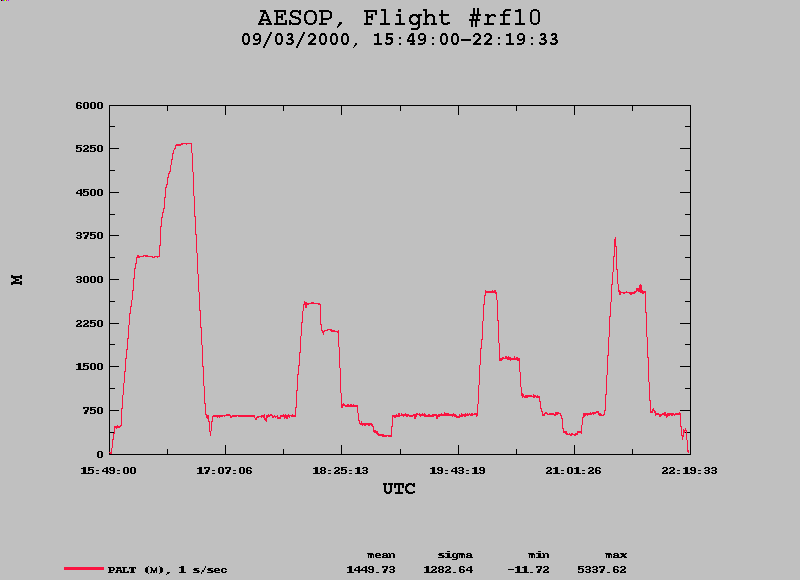 AESOP, Flight #rf10
09/03/2000, 15:49:00-22:19:33
6000
5250
4500
3750
M
3000
2250
1500
750
0
15:49:00 17:07:06 18:25:13 19:43:19 21:01:26 22:19:33
UTC
mean sigma min max
PALT (M), 1 s/sec 1449.73 1282.64 -11.72 5337.62